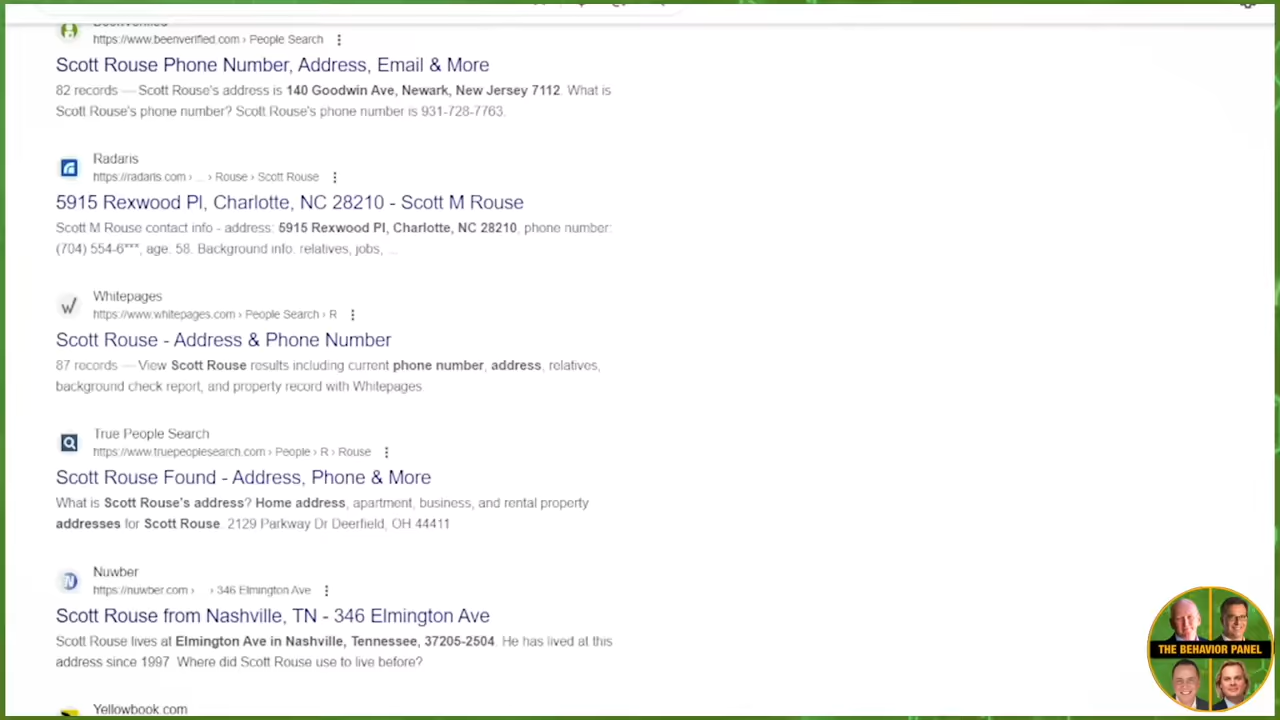 BeenVerified
https://www.beenverified.com › People Search
Scott Rouse Phone Number, Address, Email & More
82 records — Scott Rouse's address is 140 Goodwin Ave, Newark, New Jersey 7112. What is
Scott Rouse's phone number? Scott Rouse's phone number is 931-728-7763.
Radaris
https://radaris.com › ... › Rouse › Scott Rouse
5915 Rexwood Pl, Charlotte, NC 28210 - Scott M Rouse
Scott M Rouse contact info - address: 5915 Rexwood Pl, Charlotte, NC 28210, phone number:
(704) 554-6***, age. 58. Background info. relatives, jobs, ...
Whitepages
https://www.whitepages.com › People Search › R
Scott Rouse - Address & Phone Number
87 records — View Scott Rouse results including current phone number, address, relatives,
background check report, and property record with Whitepages.
True People Search
https://www.truepeoplesearch.com › People › R › Rouse
Scott Rouse Found - Address, Phone & More
What is Scott Rouse's address? Home address, apartment, business, and rental property
addresses for Scott Rouse. 2129 Parkway Dr Deerfield, OH 44411
Nuwber
https://nuwber.com › › 346 Elmington Ave
Scott Rouse from Nashville, TN - 346 Elmington Ave
Scott Rouse lives at Elmington Ave in Nashville, Tennessee, 37205-2504. He has lived at this
address since 1997 Where did Scott Rouse use to live before?
THE BEHAVIOR PANEL
Yellowbook.com